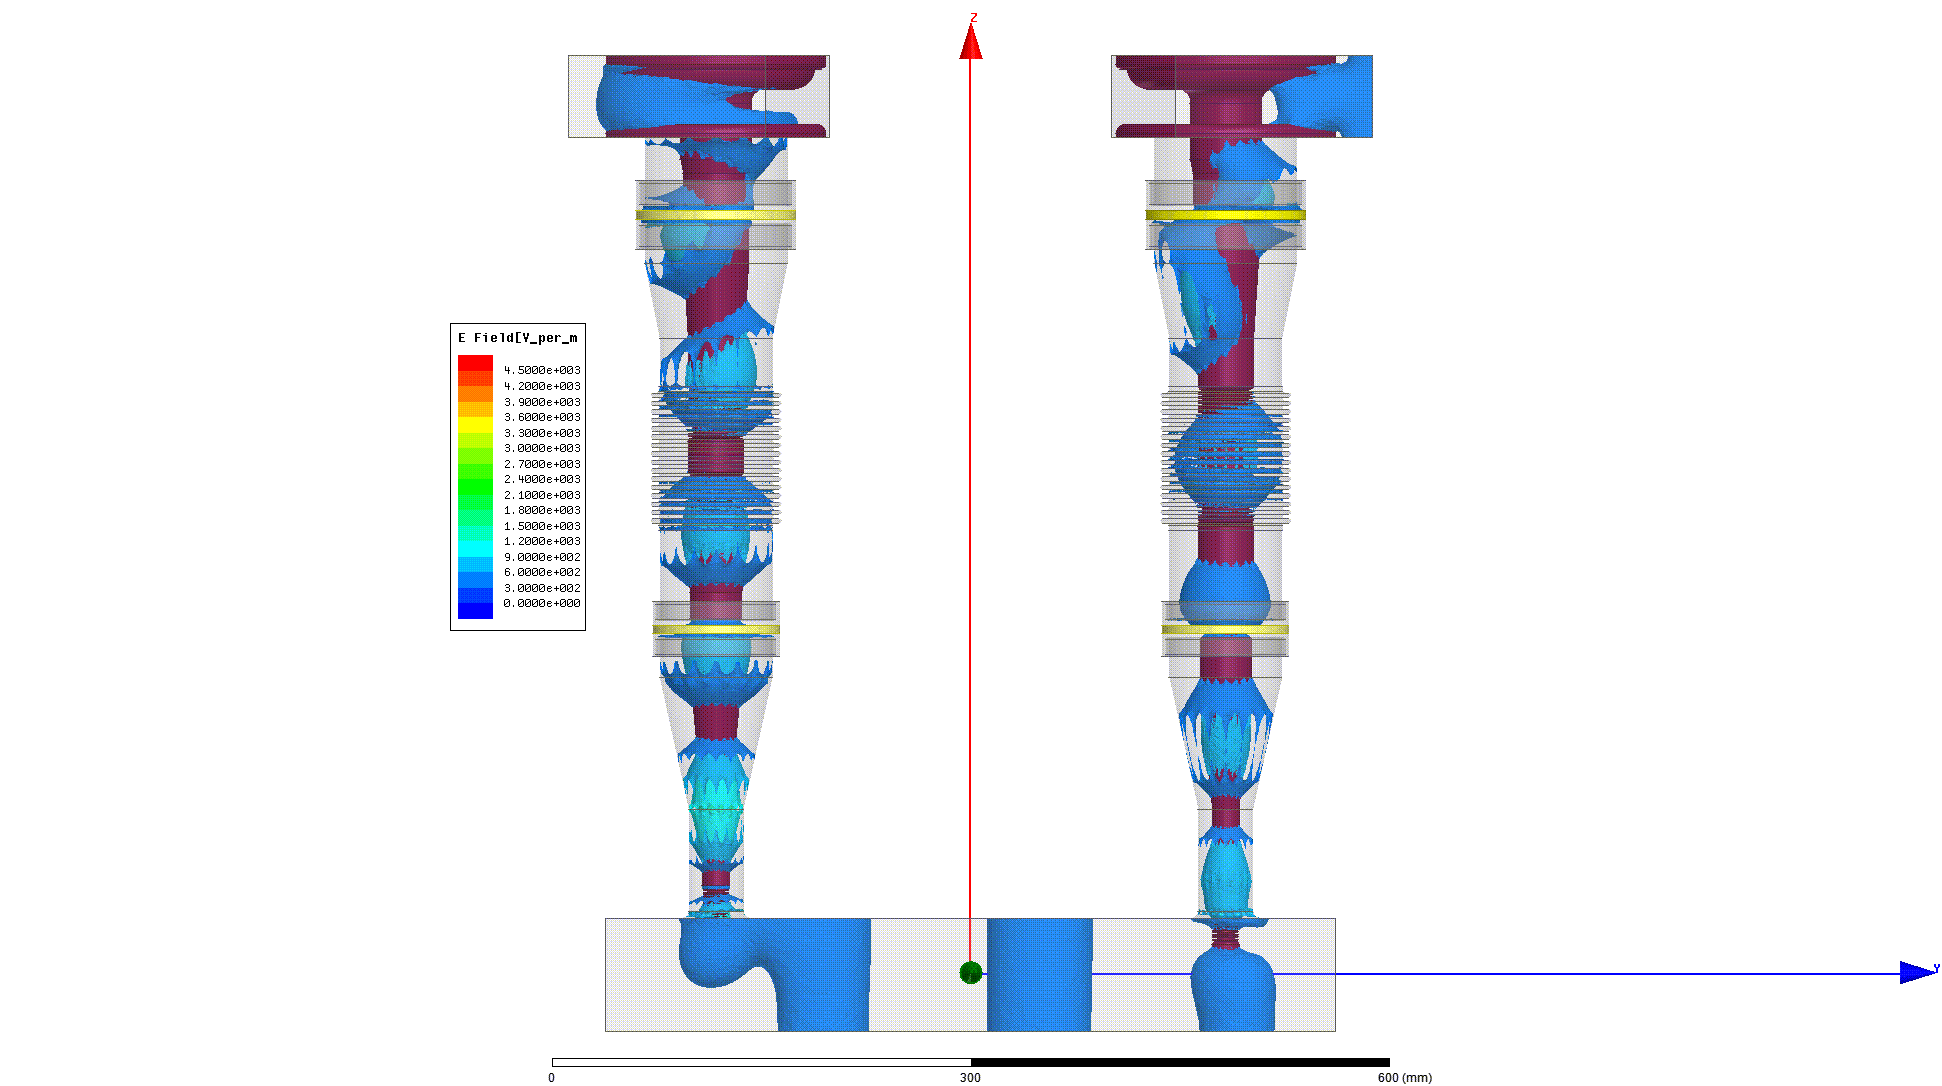 Z
E Field[V_per_m
4.5000e+003
4.2000e+003
3.9000e+003
3.6000e+003
3.3000e+003
3.0000e+003
2.7000e+003
2.4000e+003
2.1000e+003
1.8000e+003
1.5000e+003
1.2000e+003
9.0000e+002
6.0000e+002
3.0000e+002
0.0000e+000
Y
0 300 600 (mm)